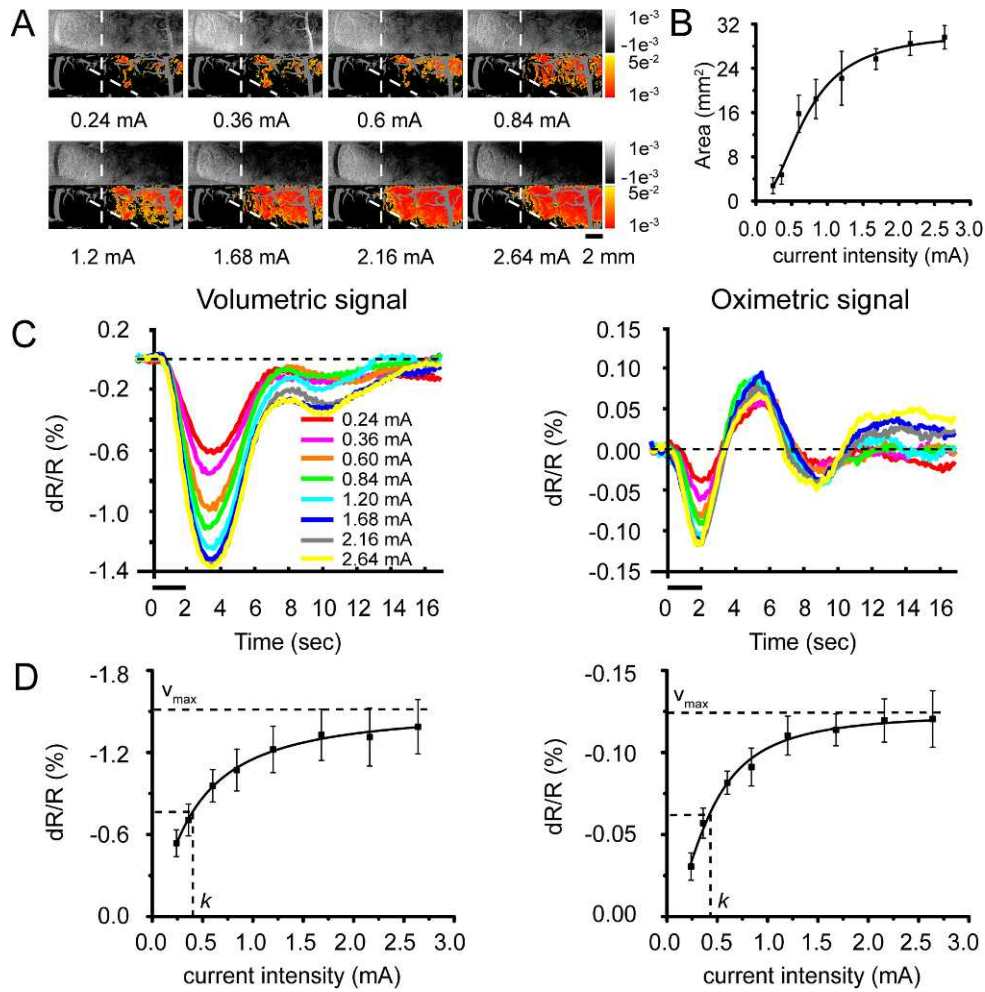 A
1e-3
-1e-3
5e-2
1e-3
0.24 mA 0.36 mA 0.6 mA 0.84 mA
1e-3
-1e-3
5e-2
1e-3
1.2 mA 1.68 mA 2.16 mA 2.64 mA 2 mm
B
Area (mm²)
32
24
16
8
0
0.0 0.5 1.0 1.5 2.0 2.5 3.0
current intensity (mA)
C
Volumetric signal
dR/R (%)
0.2
-0.2
-0.6
-1.0
-1.4
0.24 mA
0.36 mA
0.60 mA
0.84 mA
1.20 mA
1.68 mA
2.16 mA
2.64 mA
0 2 4 6 8 10 12 14 16
Time (sec)
Oximetric signal
dR/R (%)
0.15
0.10
0.05
0.00
-0.05
-0.10
-0.15
0 2 4 6 8 10 12 14 16
Time (sec)
D
dR/R (%)
-1.8
-1.2
-0.6
0.0
vmax
k
0.0 0.5 1.0 1.5 2.0 2.5 3.0
current intensity (mA)
dR/R (%)
-0.15
-0.10
-0.05
0.00
vmax
k
0.0 0.5 1.0 1.5 2.0 2.5 3.0
current intensity (mA)